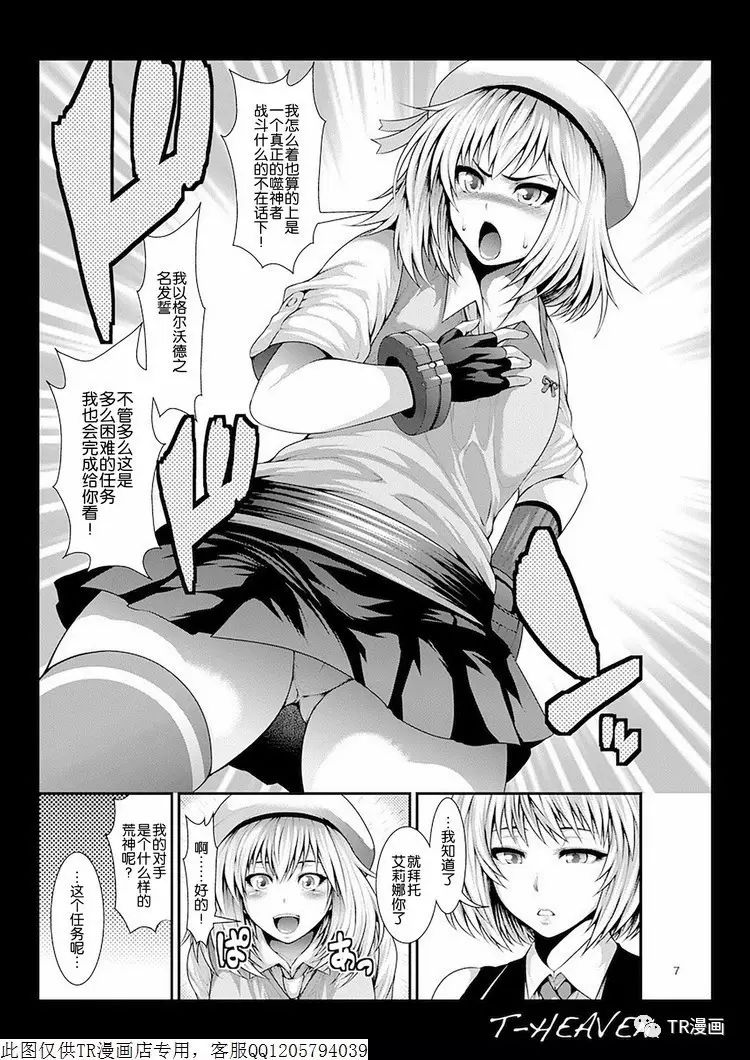 我怎么着也算的上是
一个真正的噬神者
战斗什么的不在话下！
我以格尔沃德之
名发誓
不管多么这是
多么困难的任务
我也会完成给你看！
…我知道
了
就拜托
艾莉娜你了
啊……好的！
ぱあっ
我的对手
是个什么样的
荒神呢？
…这个任务呢…
7
T-HEAVEN
TR漫画
此图仅供TR漫画店专用，客服QQ1205794039